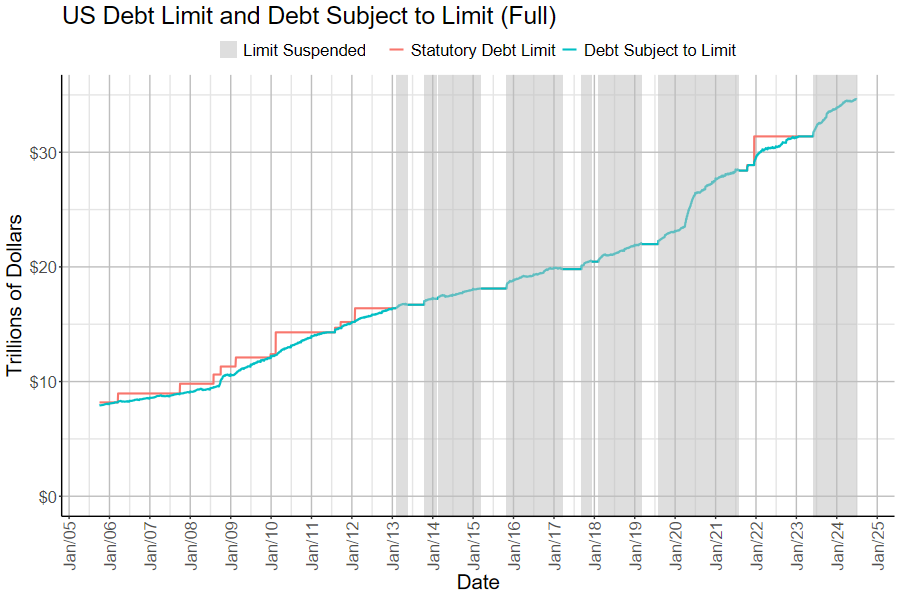 US Debt Limit and Debt Subject to Limit (Full)
Limit Suspended Statutory Debt Limit Debt Subject to Limit
Trillions of Dollars
$30
$20
$10
$0
Jan/05 Jan/06 Jan/07 Jan/08 Jan/09 Jan/10 Jan/11 Jan/12 Jan/13 Jan/14 Jan/15 Jan/16 Jan/17 Jan/18 Jan/19 Jan/20 Jan/21 Jan/22 Jan/23 Jan/24 Jan/25
Date